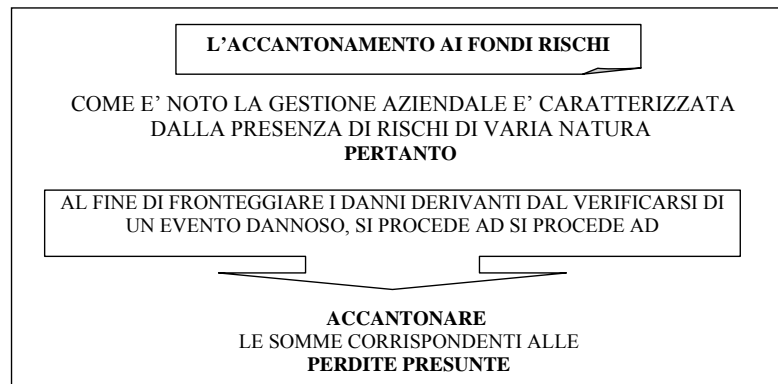 L'ACCANTONAMENTO AI FONDI RISCHI
COME E' NOTO LA GESTIONE AZIENDALE E' CARATTERIZZATA
DALLA PRESENZA DI RISCHI DI VARIA NATURA
PERTANTO
AL FINE DI FRONTEGGIARE I DANNI DERIVANTI DAL VERIFICARSI DI
UN EVENTO DANNOSO, SI PROCEDE AD SI PROCEDE AD
ACCANTONARE
LE SOMME CORRISPONDENTI ALLE
PERDITE PRESUNTE